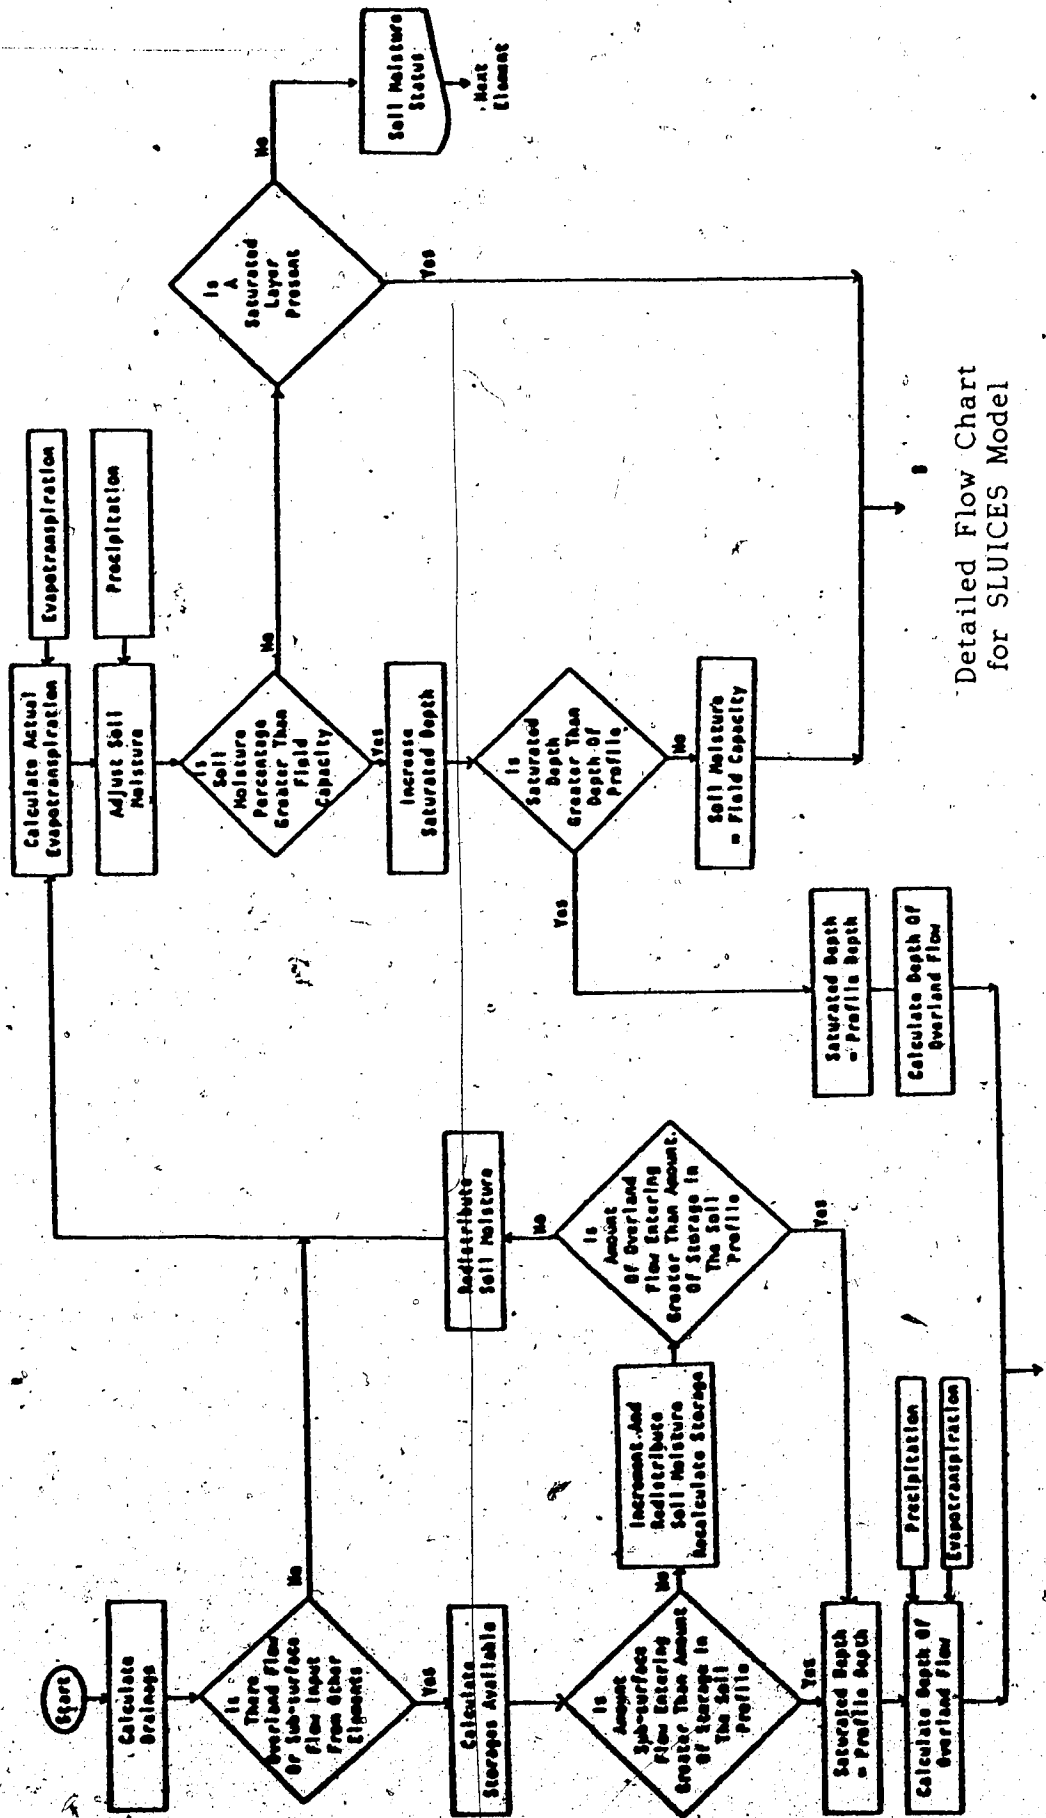 Start
Calculate
Drainage
Is
There
Overland Flow
Or Sub-surface
Flow Input
From Other
Elements
No
Yes
Calculate
Storages Available
Is
Amount
Sub-surface
Flow Entering
Greater Than Amount
Of Storage In
The Soil
Profile
No
Yes
Increment And
Redistribute
Soil Moisture
Recalculate Storage
Is
Amount
Of Overland
Flow Entering
Greater Than Amount
Of Storage In
The Soil
Profile
No
Yes
Redistribute
Soil Moisture
Saturated Depth
= Profile Depth
Calculate Depth Of
Overland Flow
Precipitation
Evapotranspiration
Calculate Actual
Evapotranspiration
Evapotranspiration
Adjust Soil
Moisture
Precipitation
Is
Soil
Moisture
Percentage
Greater Than
Field
Capacity
No
Yes
Increase
Saturated Depth
Is
Saturated
Depth
Greater Than
Depth Of
Profile
Yes
No
Soil Moisture
= Field Capacity
Saturated Depth
= Profile Depth
Calculate Depth Of
Overland Flow
Is
A
Saturated
Layer
Present
No
Yes
Soil Moisture
Status
Next
Element
B
Detailed Flow Chart
for SLUICES Model